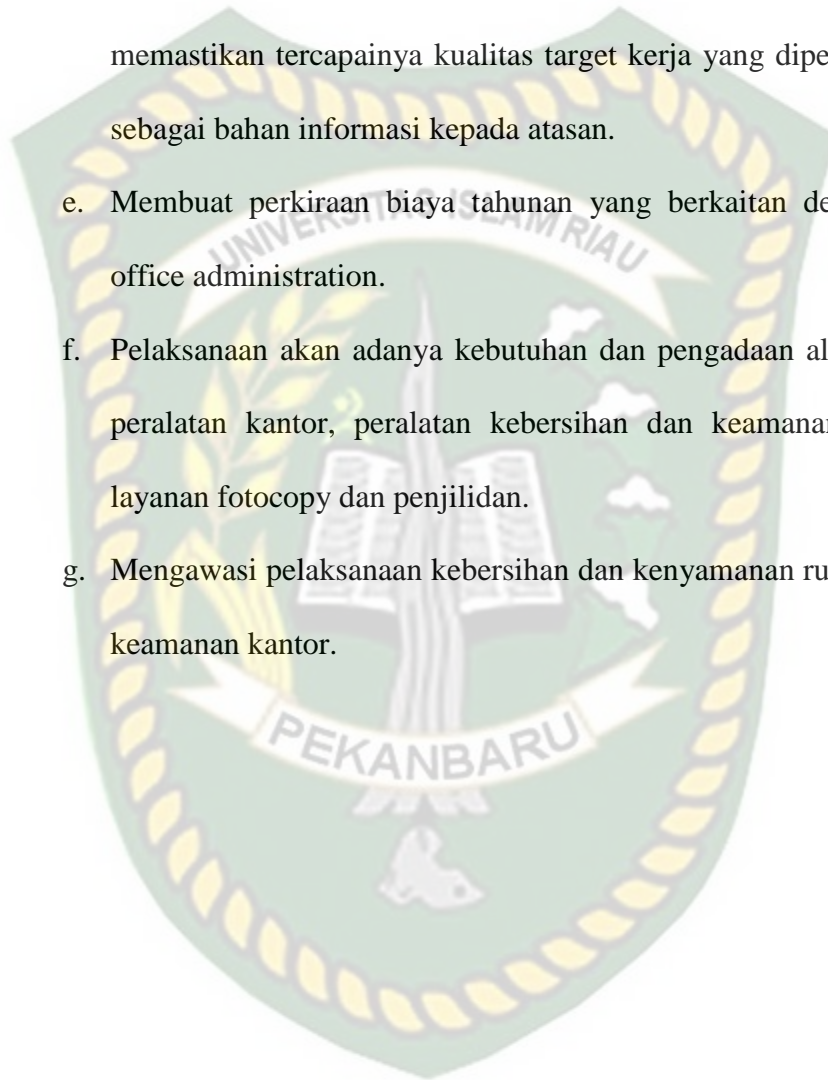 memastikan tercapainya kualitas target kerja yang dipe
sebagai bahan informasi kepada atasan.
e. Membuat perkiraan biaya tahunan yang berkaitan de
office administration.
f. Pelaksanaan akan adanya kebutuhan dan pengadaan al
peralatan kantor, peralatan kebersihan dan keamanan
layanan fotocopy dan penjilidan.
g. Mengawasi pelaksanaan kebersihan dan kenyamanan ru
keamanan kantor.
UNIVERSITAS ISLAM RIAU
PEKANBARU